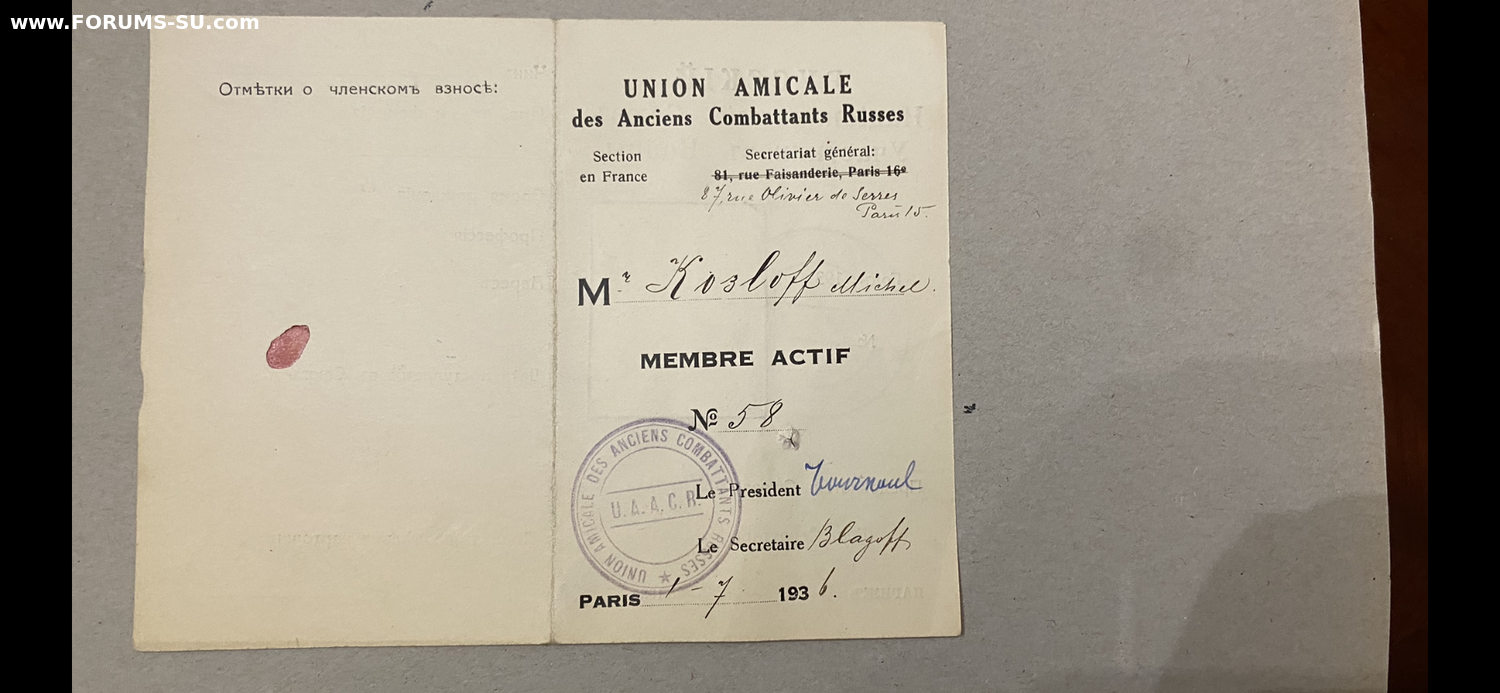 www.FORUMS-SU.com
Отмѣтки о членскомъ взносѣ:
UNION AMICALE
des Anciens Combattants Russes
Section
en France
Secretariat général:
81, rue Faisanderie, Paris 16e
87, rue Olivier de Serres
Paris 15.
Mr Kosloff Michel.
MEMBRE ACTIF
№ 58
UNION AMICALE DES ANCIENS COMBATTANTS RUSSES
U.A.A.C.R.
Le President
Le Secretaire Blagoff
PARIS 1-7 1936.